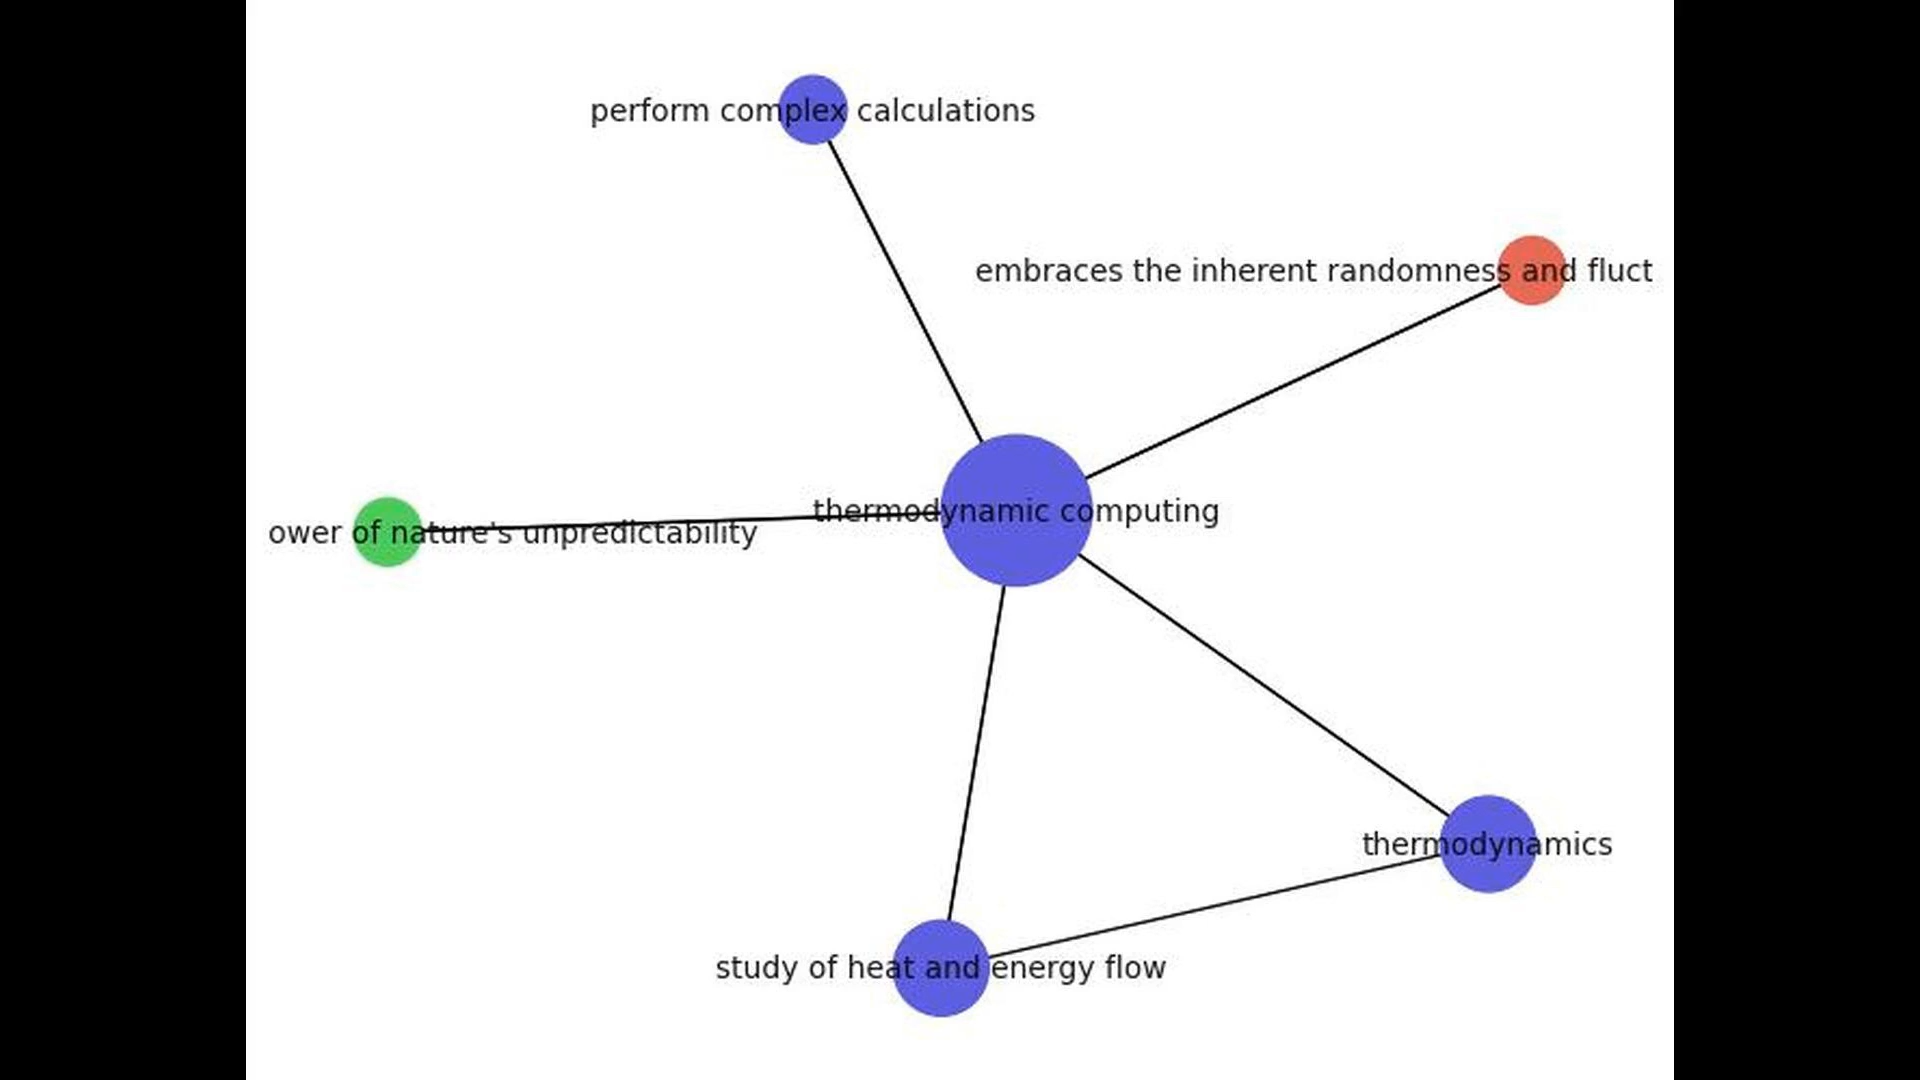 perform complex calculations
embraces the inherent randomness and fluct
thermodynamic computing
ower of nature's unpredictability
thermodynamics
study of heat and energy flow